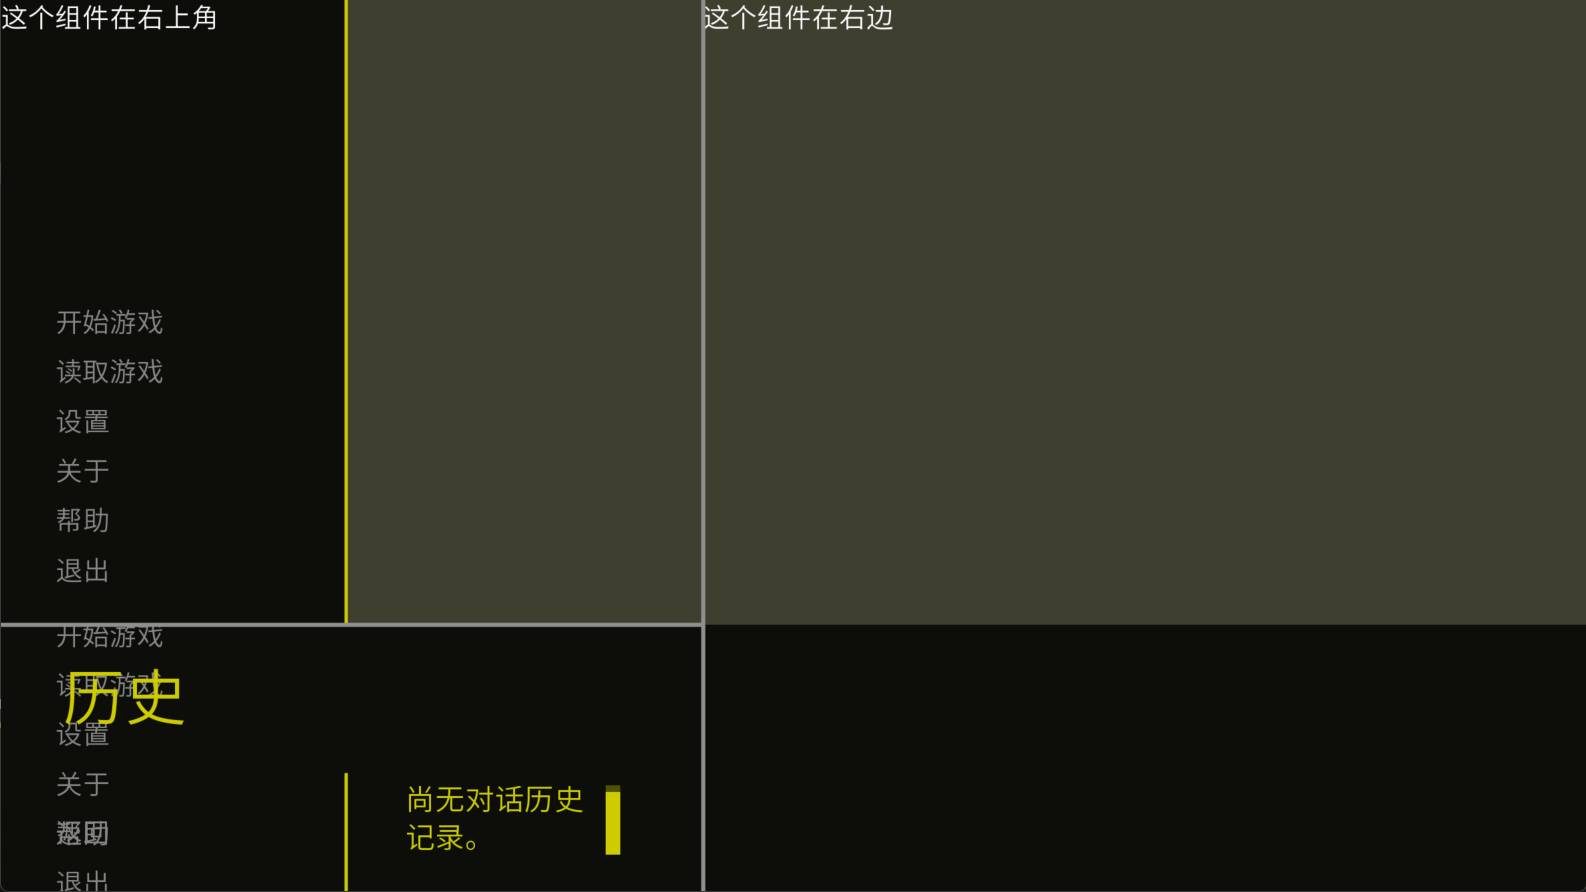 这个组件在右上角
这个组件在右边
开始游戏
读取游戏
设置
关于
帮助
退出
开始游戏
读取游戏
历史
设置
关于
尚无对话历史
记录。
帮助
返回
退出